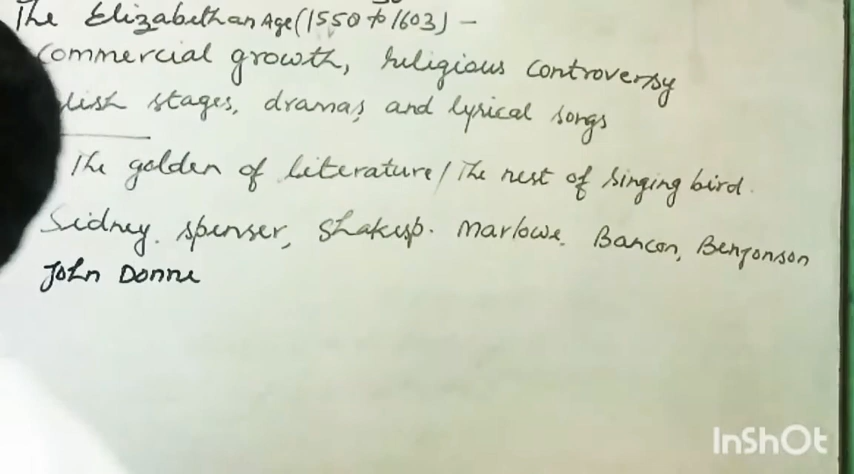 The Elizabethan Age (1550 to 1603) -
Commercial growth, religious controversy
lish stages, dramas, and lyrical songs
The golden of literature / The nest of singing bird.
Sidney. Spenser, Shakesp. Marlowe, Bancon, Benjonson
John Donne
InShOt